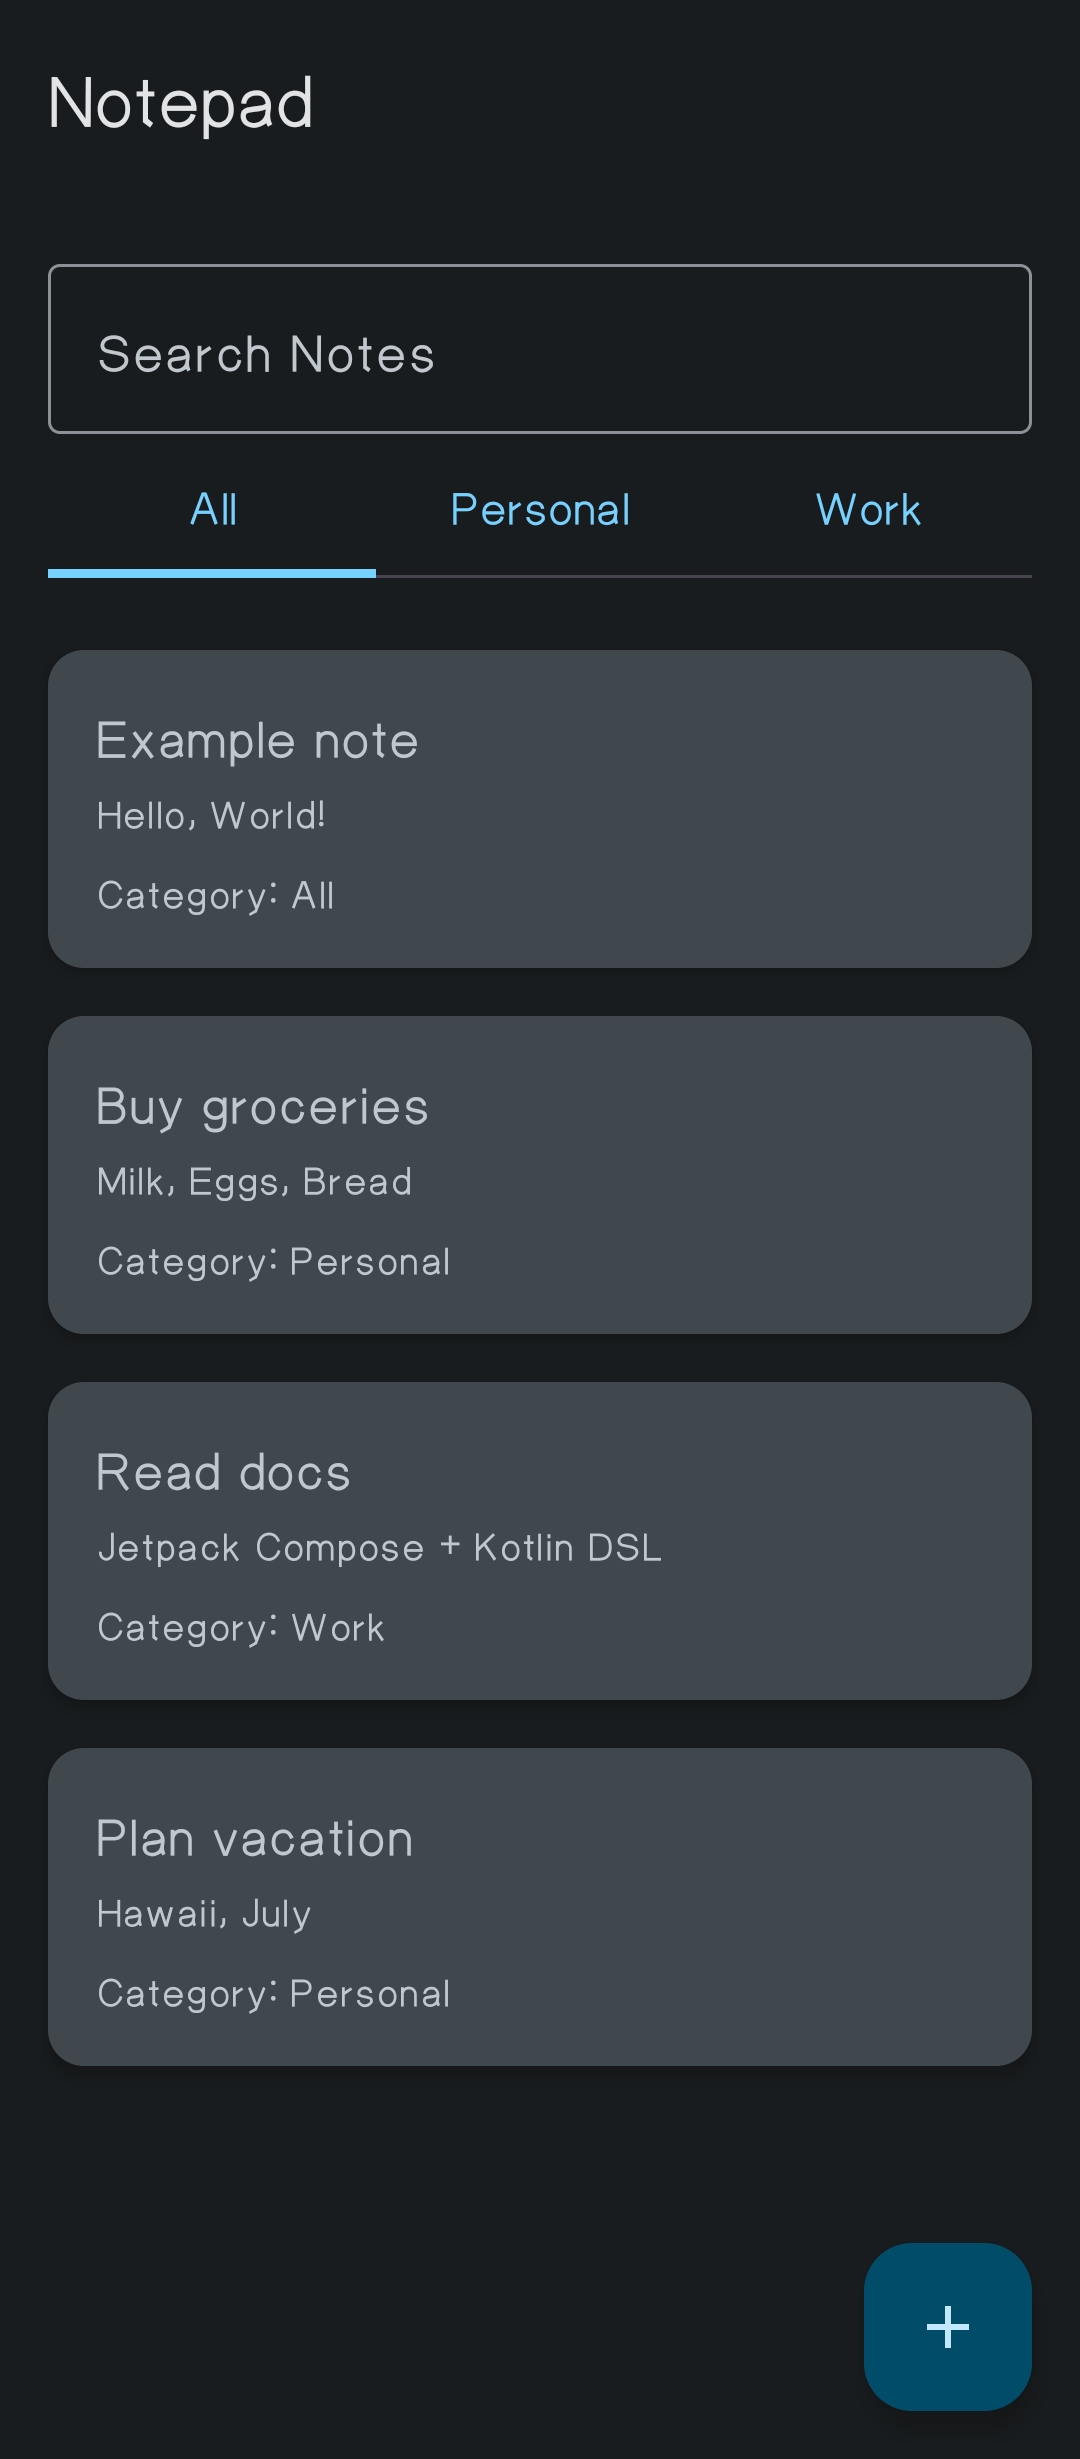 Notepad
Search Notes
All Personal Work
Example note
Hello, World!
Category: All
Buy groceries
Milk, Eggs, Bread
Category: Personal
Read docs
Jetpack Compose + Kotlin DSL
Category: Work
Plan vacation
Hawaii, July
Category: Personal